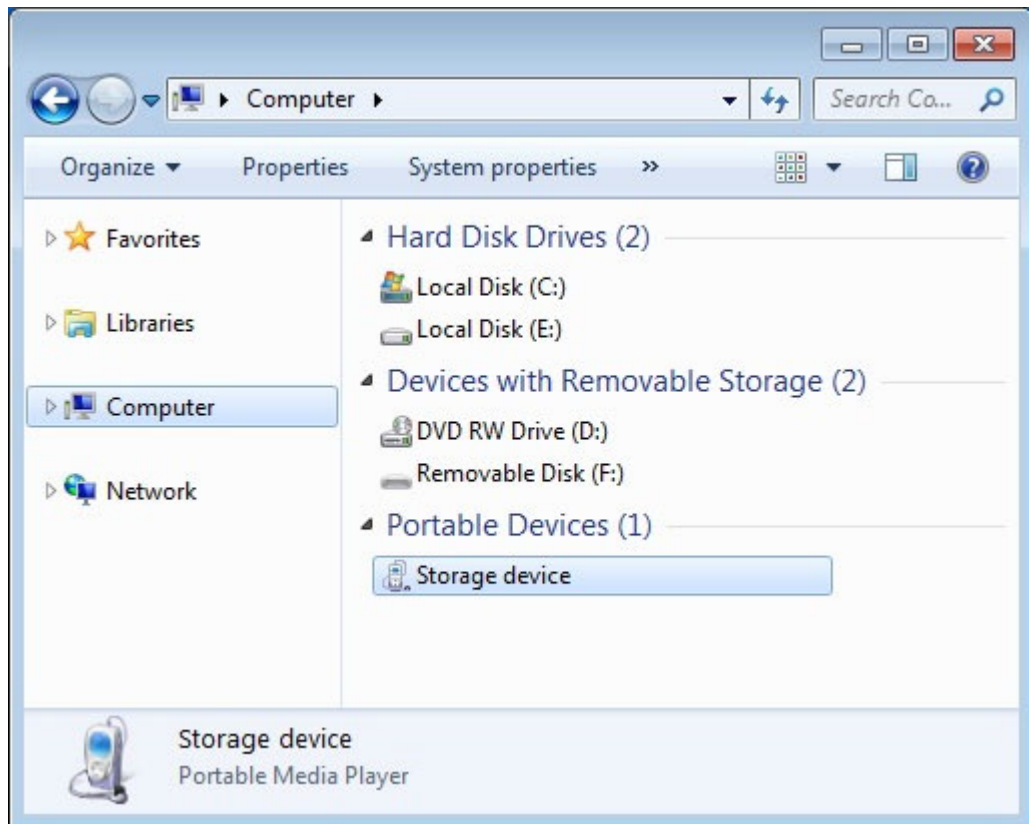 Computer
Search Co...
Organize Properties System properties »
Favorites
Libraries
Computer
Network
Hard Disk Drives (2)
Local Disk (C:)
Local Disk (E:)
Devices with Removable Storage (2)
DVD RW Drive (D:)
Removable Disk (F:)
Portable Devices (1)
Storage device
Storage device
Portable Media Player